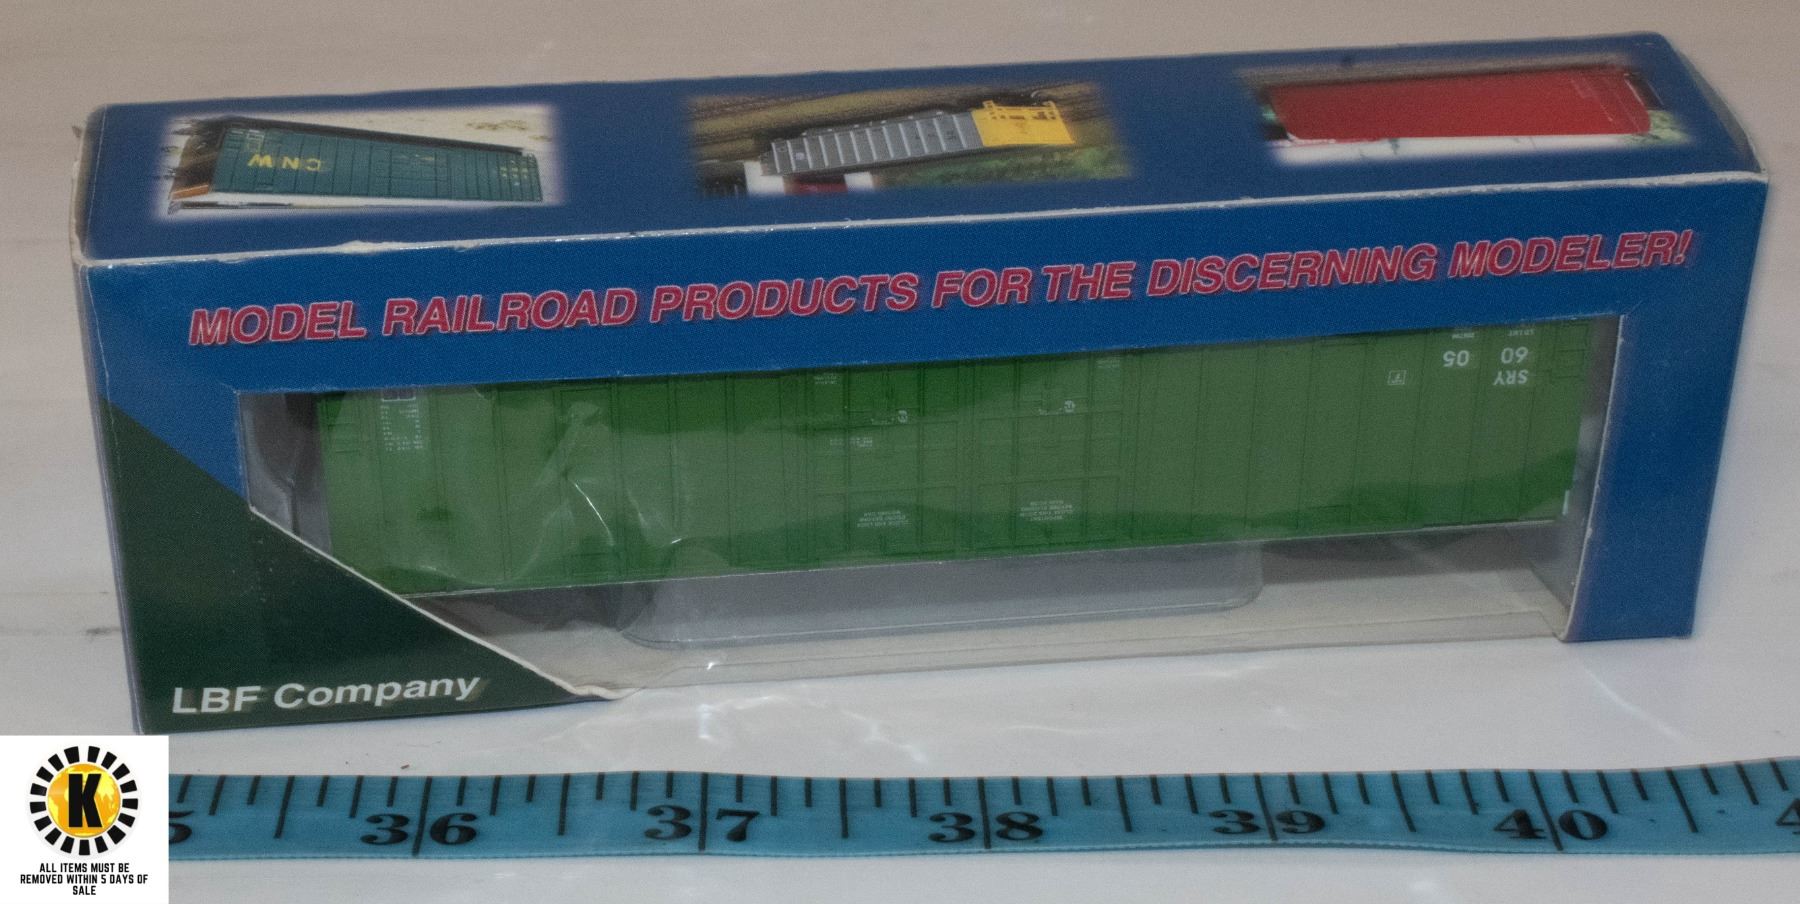 CNW
MODEL RAILROAD PRODUCTS FOR THE DISCERNING MODELER!
SRY
60 05
LBF Company
36 37 38 39 40
K
ALL ITEMS MUST BE
REMOVED WITHIN 5 DAYS OF
SALE